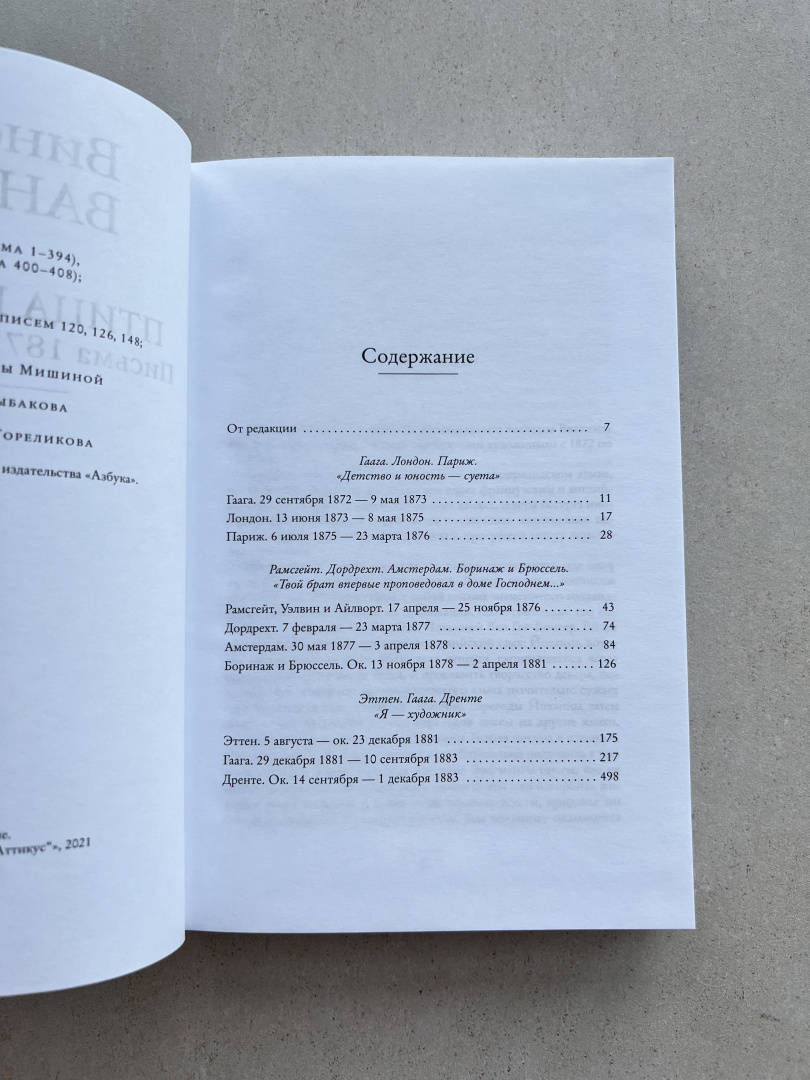 МА 1–394),
А 400–408);
ПИСЕМ 120, 126, 148;
Ы МИШИНОЙ
ЫБАКОВА
ГОРЕЛИКОВА
издательства «Азбука».
Аттикус"», 2021
Содержание
От редакции 7
Гаага. Лондон. Париж.
«Детство и юность — суета»
Гаага. 29 сентября 1872 — 9 мая 1873 11
Лондон. 13 июня 1873 — 8 мая 1875 17
Париж. 6 июля 1875 — 23 марта 1876 28
Рамсгейт. Дордрехт. Амстердам. Боринаж и Брюссель.
«Твой брат впервые проповедовал в доме Господнем...»
Рамсгейт, Уэлвин и Айлворт. 17 апреля — 25 ноября 1876 43
Дордрехт. 7 февраля — 23 марта 1877 74
Амстердам. 30 мая 1877 — 3 апреля 1878 84
Боринаж и Брюссель. Ок. 13 ноября 1878 — 2 апреля 1881 126
Эттен. Гаага. Дренте
«Я — художник»
Эттен. 5 августа — ок. 23 декабря 1881 175
Гаага. 29 декабря 1881 — 10 сентября 1883 217
Дренте. Ок. 14 сентября — 1 декабря 1883 498